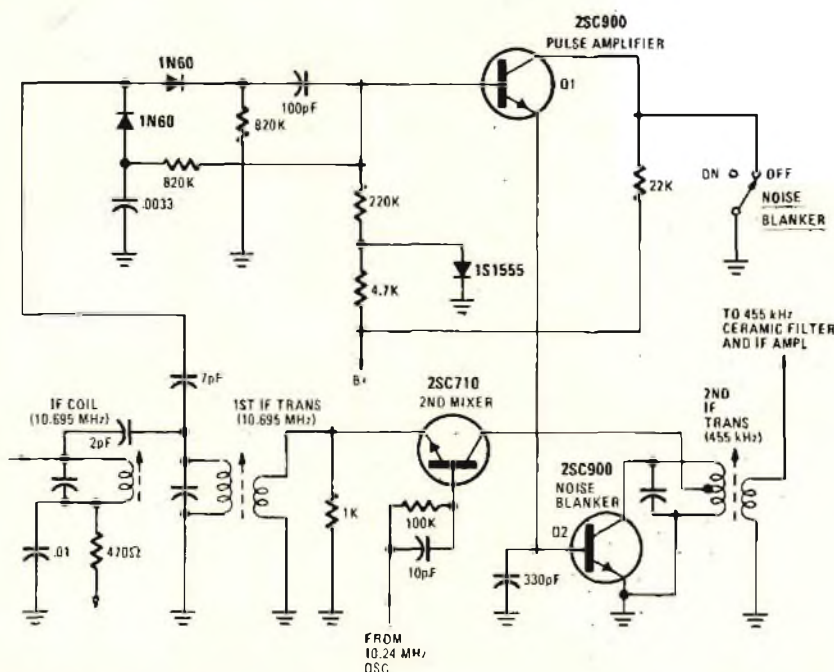 2SC900
PULSE AMPLIFIER
1N60
Q1
100pF
1N60
820K
820K
.0033
220K
22K
ON
OFF
NOISE
BLANKER
1S1555
4.7K
TO 455 kHz
CERAMIC FILTER
AND IF AMPL
B+
7pF
2SC710
2ND MIXER
IF COIL
(10.695 MHz)
1ST IF TRANS
(10.695 MHz)
2ND
IF
TRANS
(455 kHz)
2pF
2SC900
NOISE
BLANKER
1K
100K
Q2
.01
470Ω
10pF
330pF
FROM
10.24 MHz
OSC